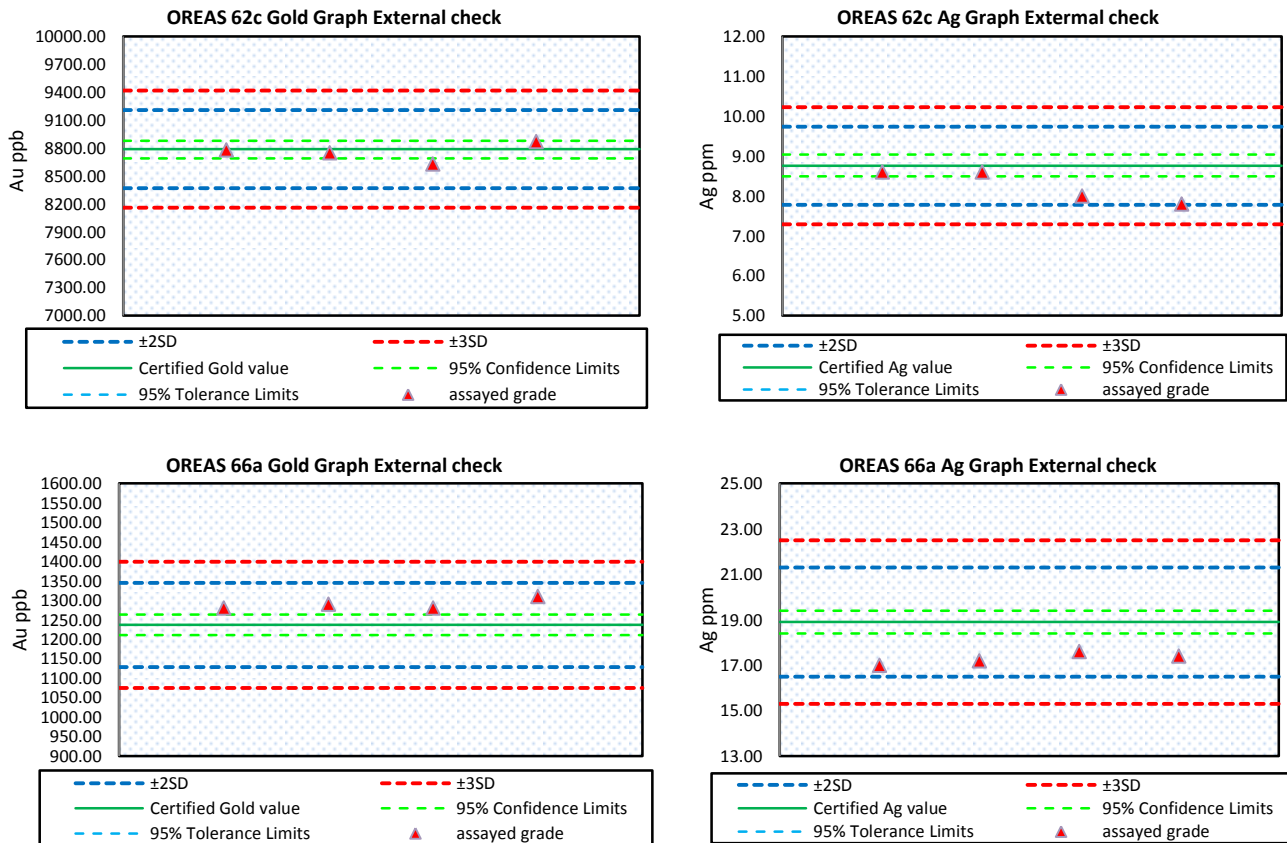 OREAS 62c Gold Graph External check
10000.00
9700.00
9400.00
9100.00
8800.00
8500.00
8200.00
7900.00
7600.00
7300.00
7000.00
Au ppb
±2SD ±3SD
Certified Gold value 95% Confidence Limits
95% Tolerance Limits assayed grade
OREAS 62c Ag Graph Extermal check
12.00
11.00
10.00
9.00
8.00
7.00
6.00
5.00
Ag ppm
±2SD ±3SD
Certified Ag value 95% Confidence Limits
95% Tolerance Limits assayed grade
OREAS 66a Gold Graph External check
1600.00
1550.00
1500.00
1450.00
1400.00
1350.00
1300.00
1250.00
1200.00
1150.00
1100.00
1050.00
1000.00
950.00
900.00
Au ppb
±2SD ±3SD
Certified Gold value 95% Confidence Limits
95% Tolerance Limits assayed grade
OREAS 66a Ag Graph External check
25.00
23.00
21.00
19.00
17.00
15.00
13.00
Ag ppm
±2SD ±3SD
Certified Ag value 95% Confidence Limits
95% Tolerance Limits assayed grade